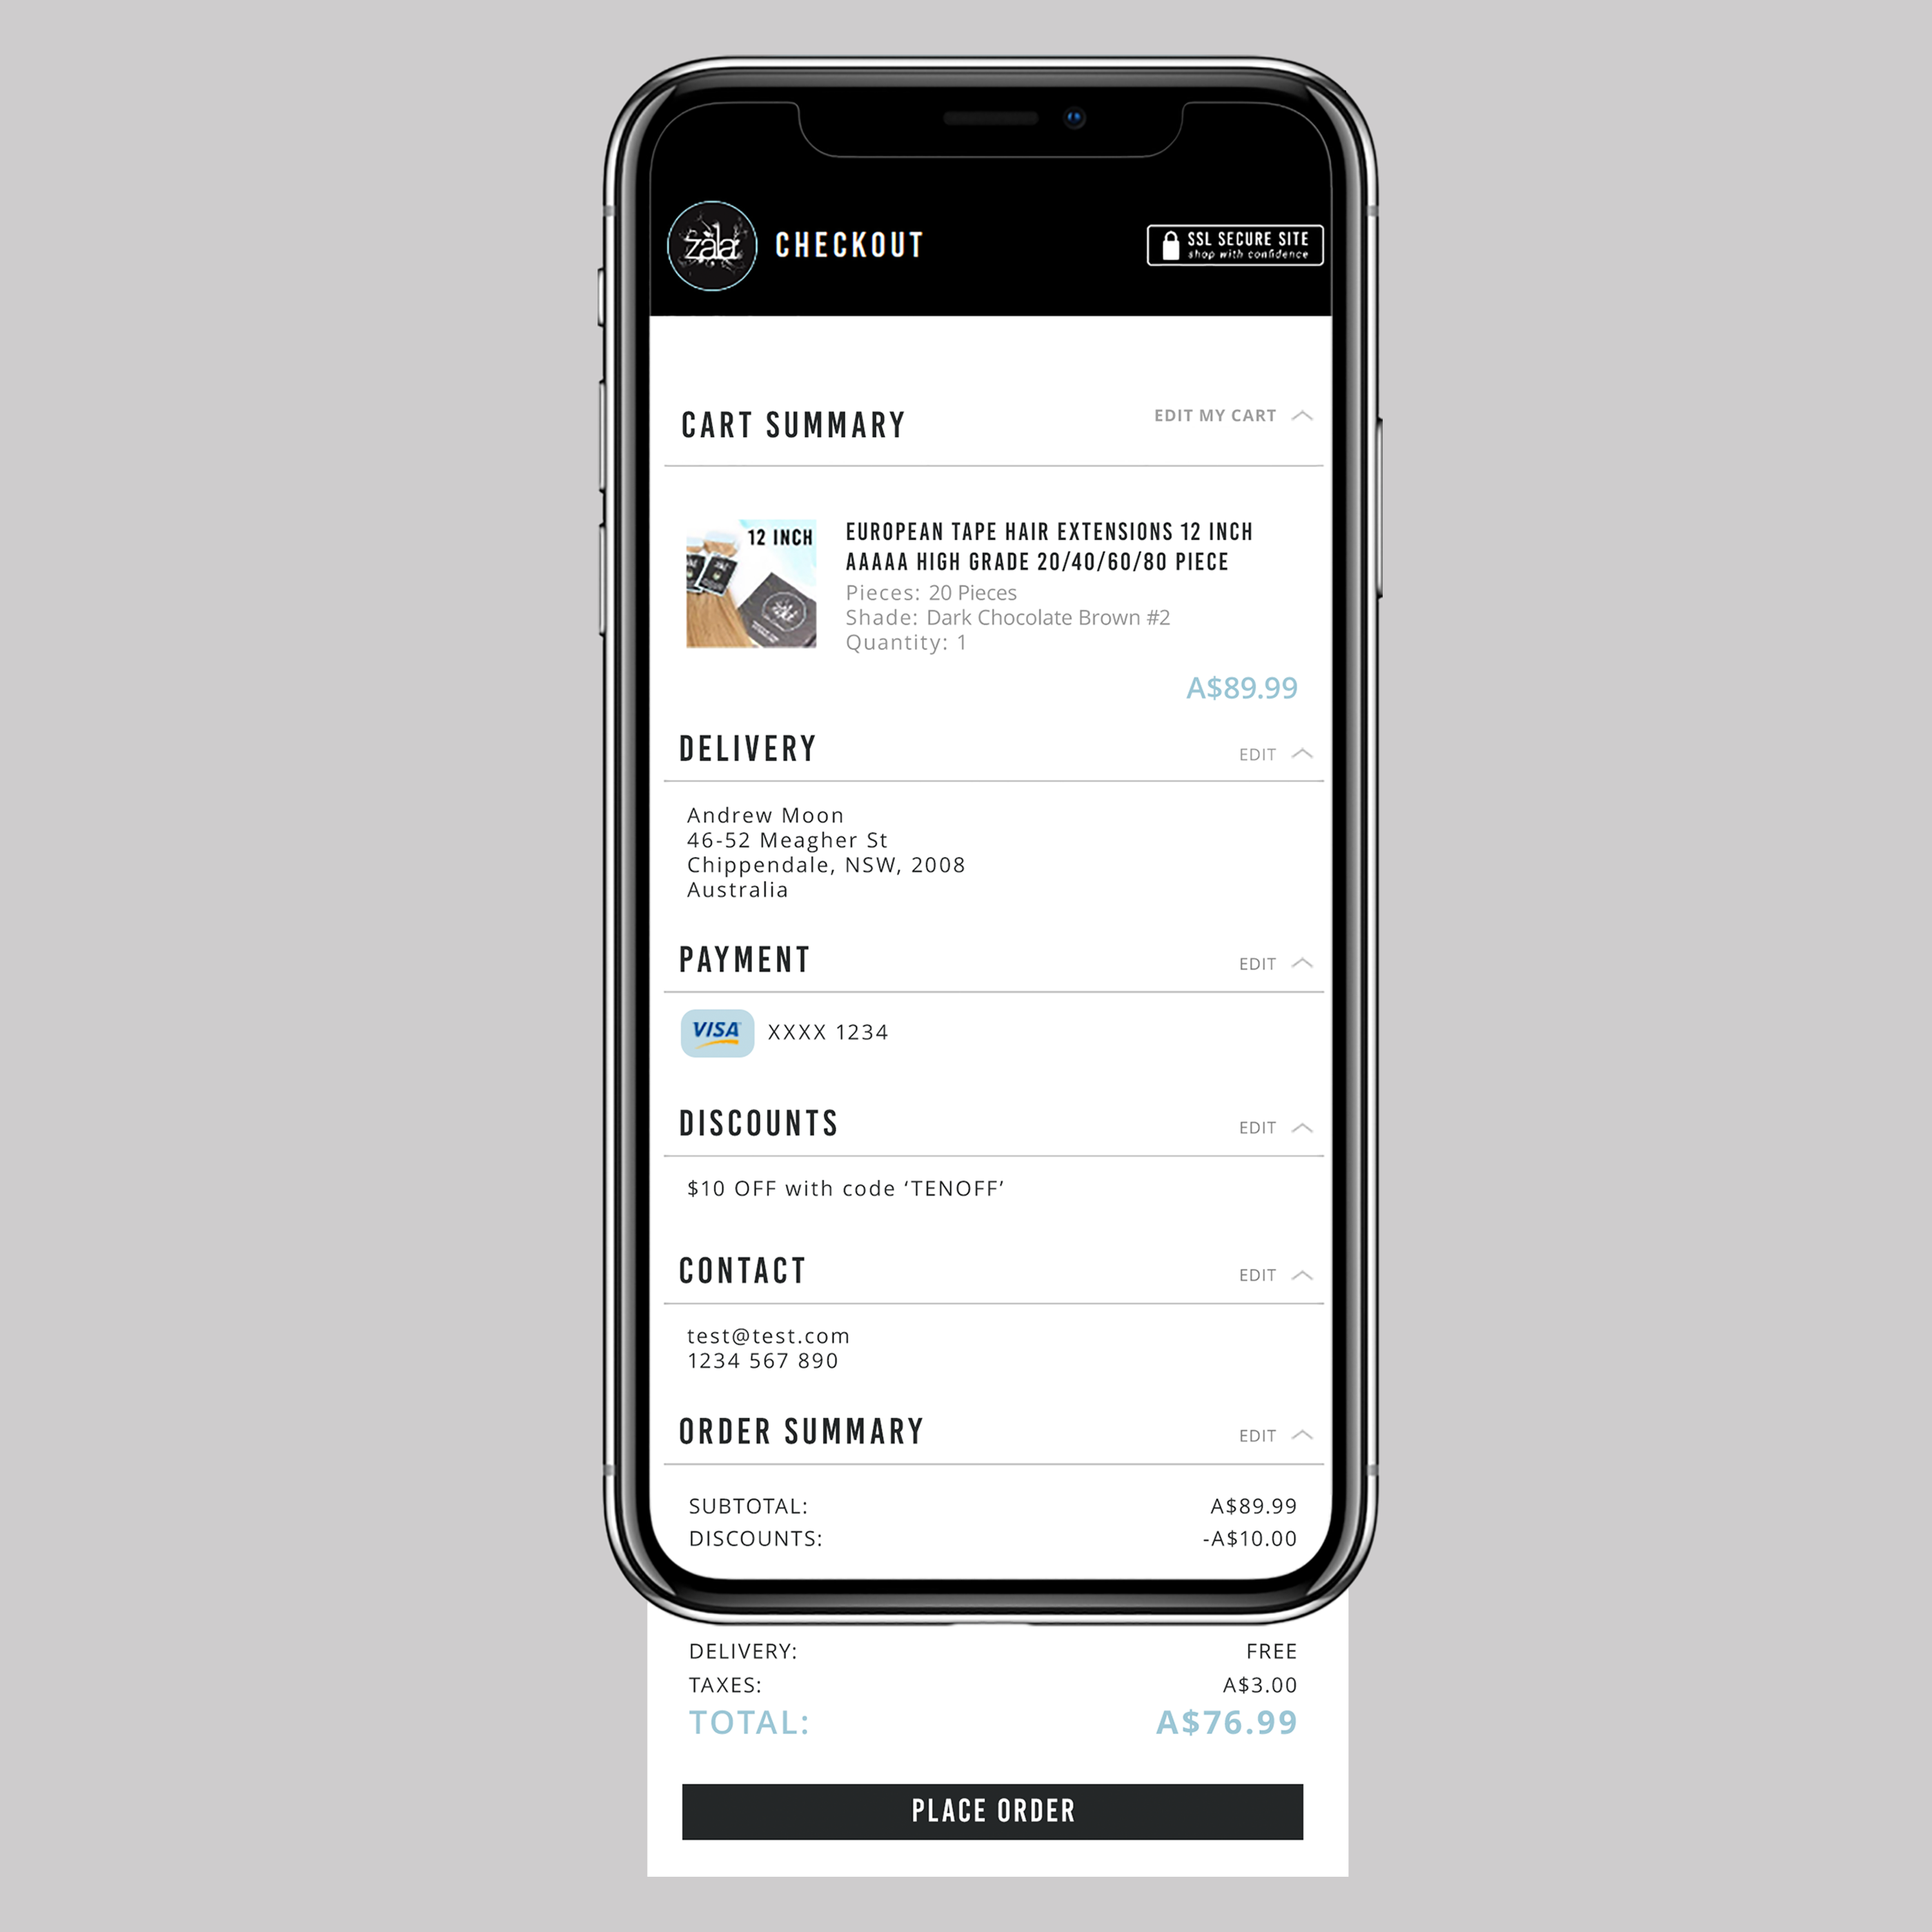 zala
CHECKOUT
SSL SECURE SITE
shop with confidence
CART SUMMARY
EDIT MY CART
12 INCH
EUROPEAN TAPE HAIR EXTENSIONS 12 INCH
AAAAA HIGH GRADE 20/40/60/80 PIECE
Pieces: 20 Pieces
Shade: Dark Chocolate Brown #2
Quantity: 1
A$89.99
DELIVERY
EDIT
Andrew Moon
46-52 Meagher St
Chippendale, NSW, 2008
Australia
PAYMENT
EDIT
VISA XXXX 1234
DISCOUNTS
EDIT
$10 OFF with code ‘TENOFF’
CONTACT
EDIT
test@test.com
1234 567 890
ORDER SUMMARY
EDIT
SUBTOTAL: A$89.99
DISCOUNTS: -A$10.00
DELIVERY: FREE
TAXES: A$3.00
TOTAL: A$76.99
PLACE ORDER